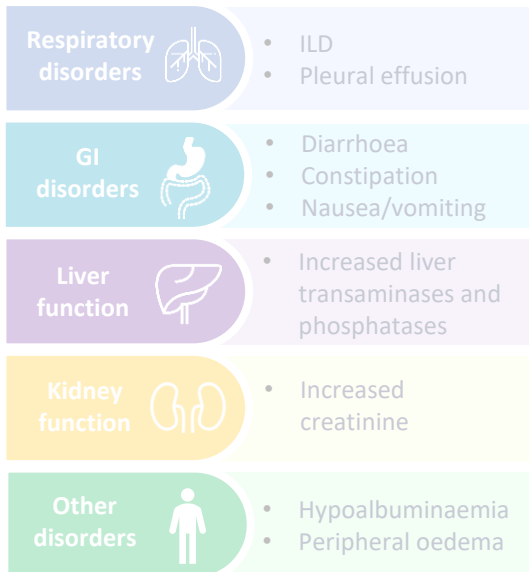 Respiratory
disorders
• ILD
• Pleural effusion
GI
disorders
• Diarrhoea
• Constipation
• Nausea/vomiting
Liver
function
• Increased liver
transaminases and
phosphatases
Kidney
function
• Increased
creatinine
Other
disorders
• Hypoalbuminaemia
• Peripheral oedema